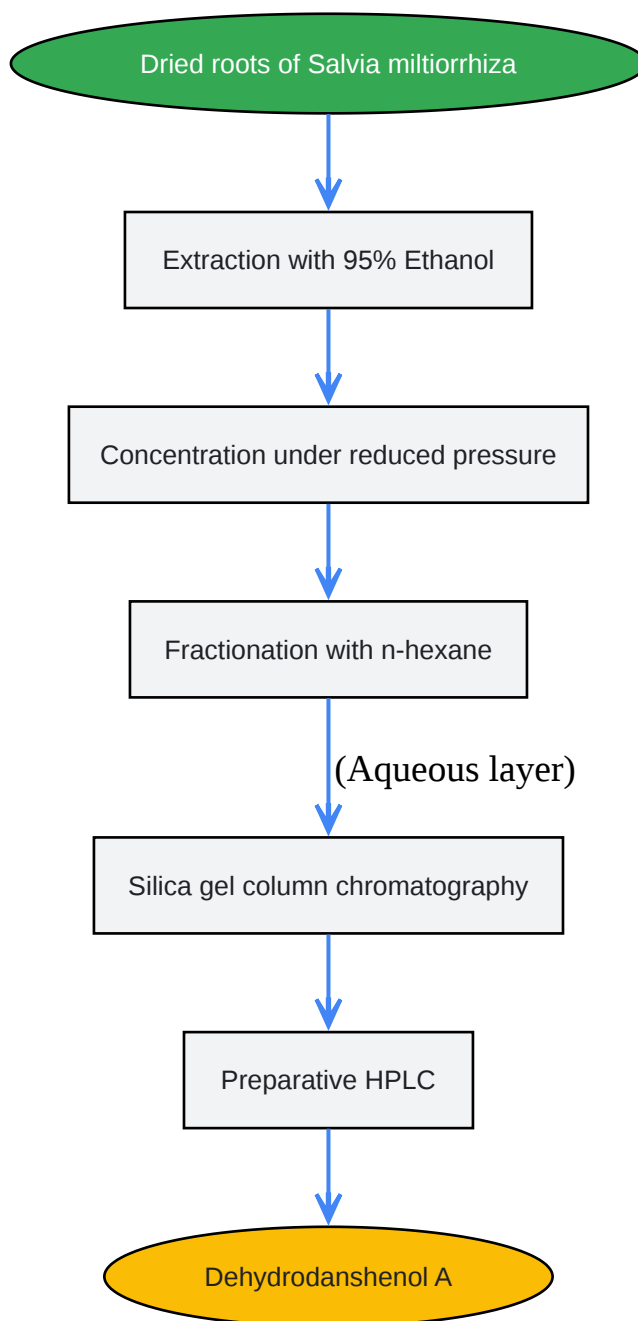 Dried roots of Salvia miltiorrhiza
Extraction with 95% Ethanol
Concentration under reduced pressure
Fractionation with n-hexane
(Aqueous layer)
Silica gel column chromatography
Preparative HPLC
Dehydrodanshenol A